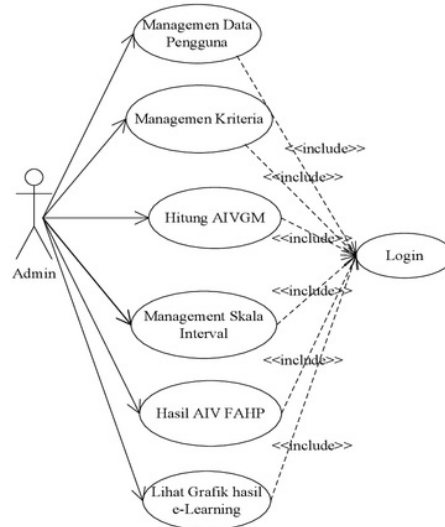 Managemen Data
Pengguna
Managemen Kriteria
<<include>>
<<include>>
Hitung AIVGM
<<include>>
Login
Admin
<<include>>
Management Skala
Interval
<<include>>
Hasil AIV FAHP
<<include>>
Lihat Grafik hasil
e-Learning